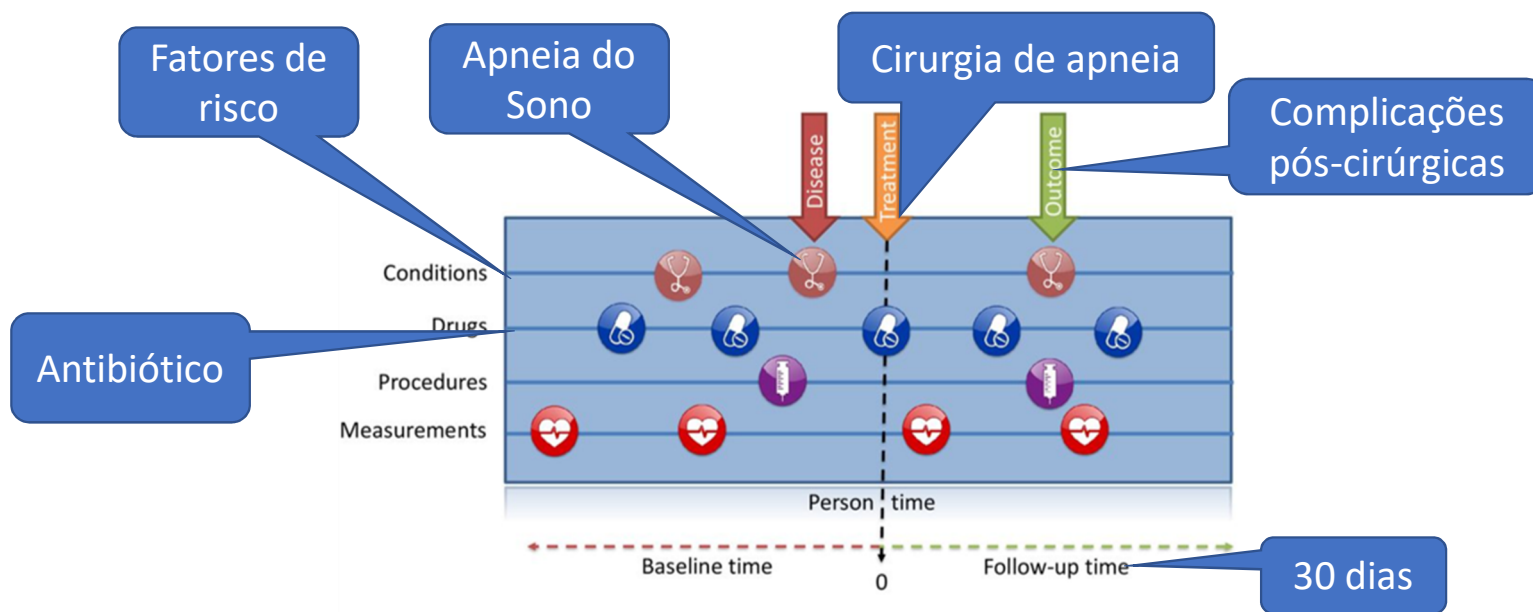 Fatores de
risco
Apneia do
Sono
Cirurgia de apneia
Complicações
pós-cirúrgicas
Disease
Treatment
Outcome
Conditions
Drugs
Antibiótico
Procedures
Measurements
Person time
Baseline time
0
Follow-up time
30 dias